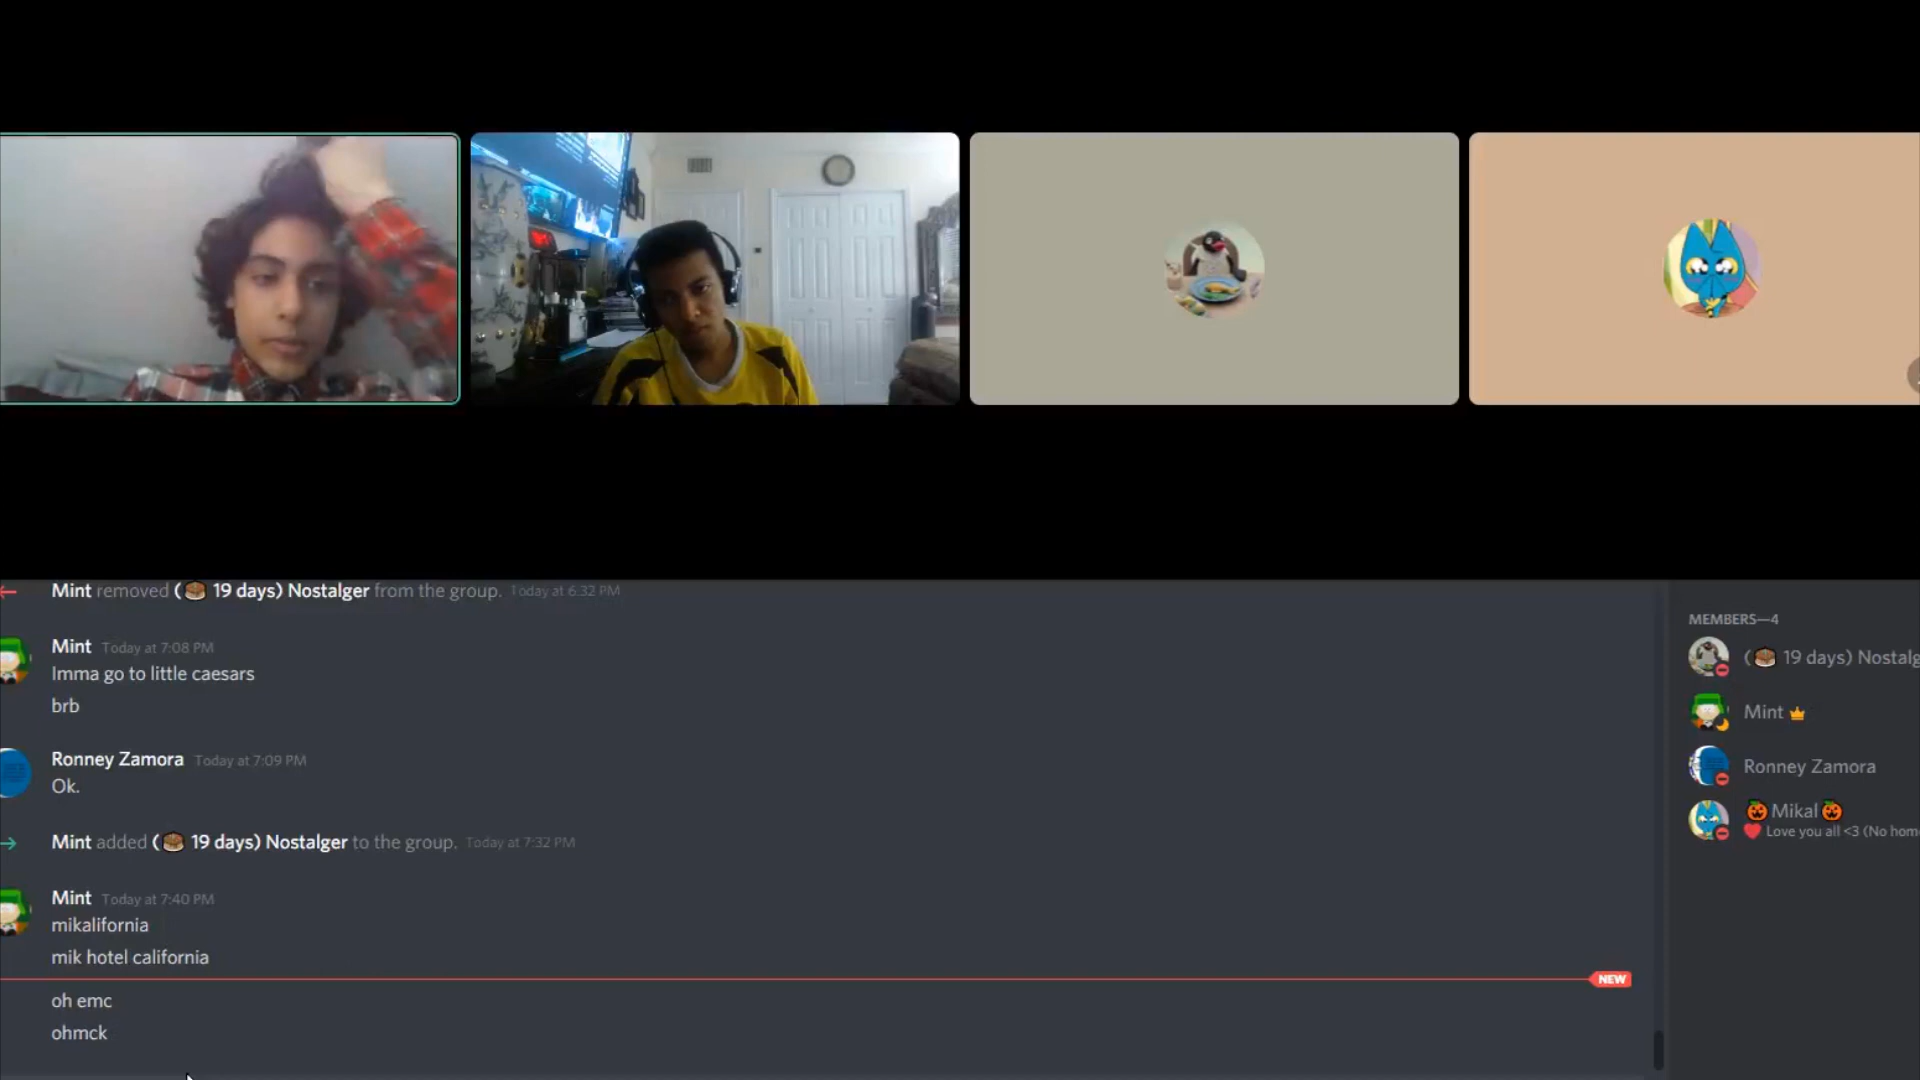 Mint removed ( 19 days) Nostalger from the group. Today at 6:32 PM
Mint Today at 7:08 PM
Imma go to little caesars
brb
Ronney Zamora Today at 7:09 PM
Ok.
Mint added ( 19 days) Nostalger to the group. Today at 7:32 PM
Mint Today at 7:40 PM
mikalifornia
mik hotel california
NEW
oh emc
ohmck
MEMBERS—4
( 19 days) Nostalg
Mint
Ronney Zamora
🎃 Mikal 🎃
❤️ Love you all <3 (No hom